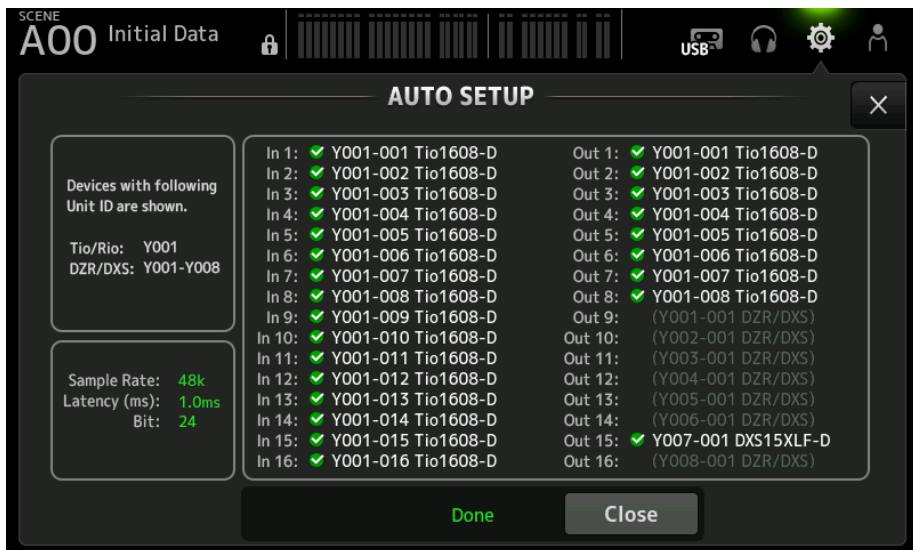 SCENE
A00 Initial Data
USB
AUTO SETUP
Devices with following
Unit ID are shown.
Tio/Rio: Y001
DZR/DXS: Y001-Y008
Sample Rate: 48k
Latency (ms): 1.0ms
Bit: 24
In 1: Y001-001 Tio1608-D
In 2: Y001-002 Tio1608-D
In 3: Y001-003 Tio1608-D
In 4: Y001-004 Tio1608-D
In 5: Y001-005 Tio1608-D
In 6: Y001-006 Tio1608-D
In 7: Y001-007 Tio1608-D
In 8: Y001-008 Tio1608-D
In 9: Y001-009 Tio1608-D
In 10: Y001-010 Tio1608-D
In 11: Y001-011 Tio1608-D
In 12: Y001-012 Tio1608-D
In 13: Y001-013 Tio1608-D
In 14: Y001-014 Tio1608-D
In 15: Y001-015 Tio1608-D
In 16: Y001-016 Tio1608-D
Out 1: Y001-001 Tio1608-D
Out 2: Y001-002 Tio1608-D
Out 3: Y001-003 Tio1608-D
Out 4: Y001-004 Tio1608-D
Out 5: Y001-005 Tio1608-D
Out 6: Y001-006 Tio1608-D
Out 7: Y001-007 Tio1608-D
Out 8: Y001-008 Tio1608-D
Out 9: (Y001-001 DZR/DXS)
Out 10: (Y002-001 DZR/DXS)
Out 11: (Y003-001 DZR/DXS)
Out 12: (Y004-001 DZR/DXS)
Out 13: (Y005-001 DZR/DXS)
Out 14: (Y006-001 DZR/DXS)
Out 15: Y007-001 DXS15XLF-D
Out 16: (Y008-001 DZR/DXS)
Done
Close